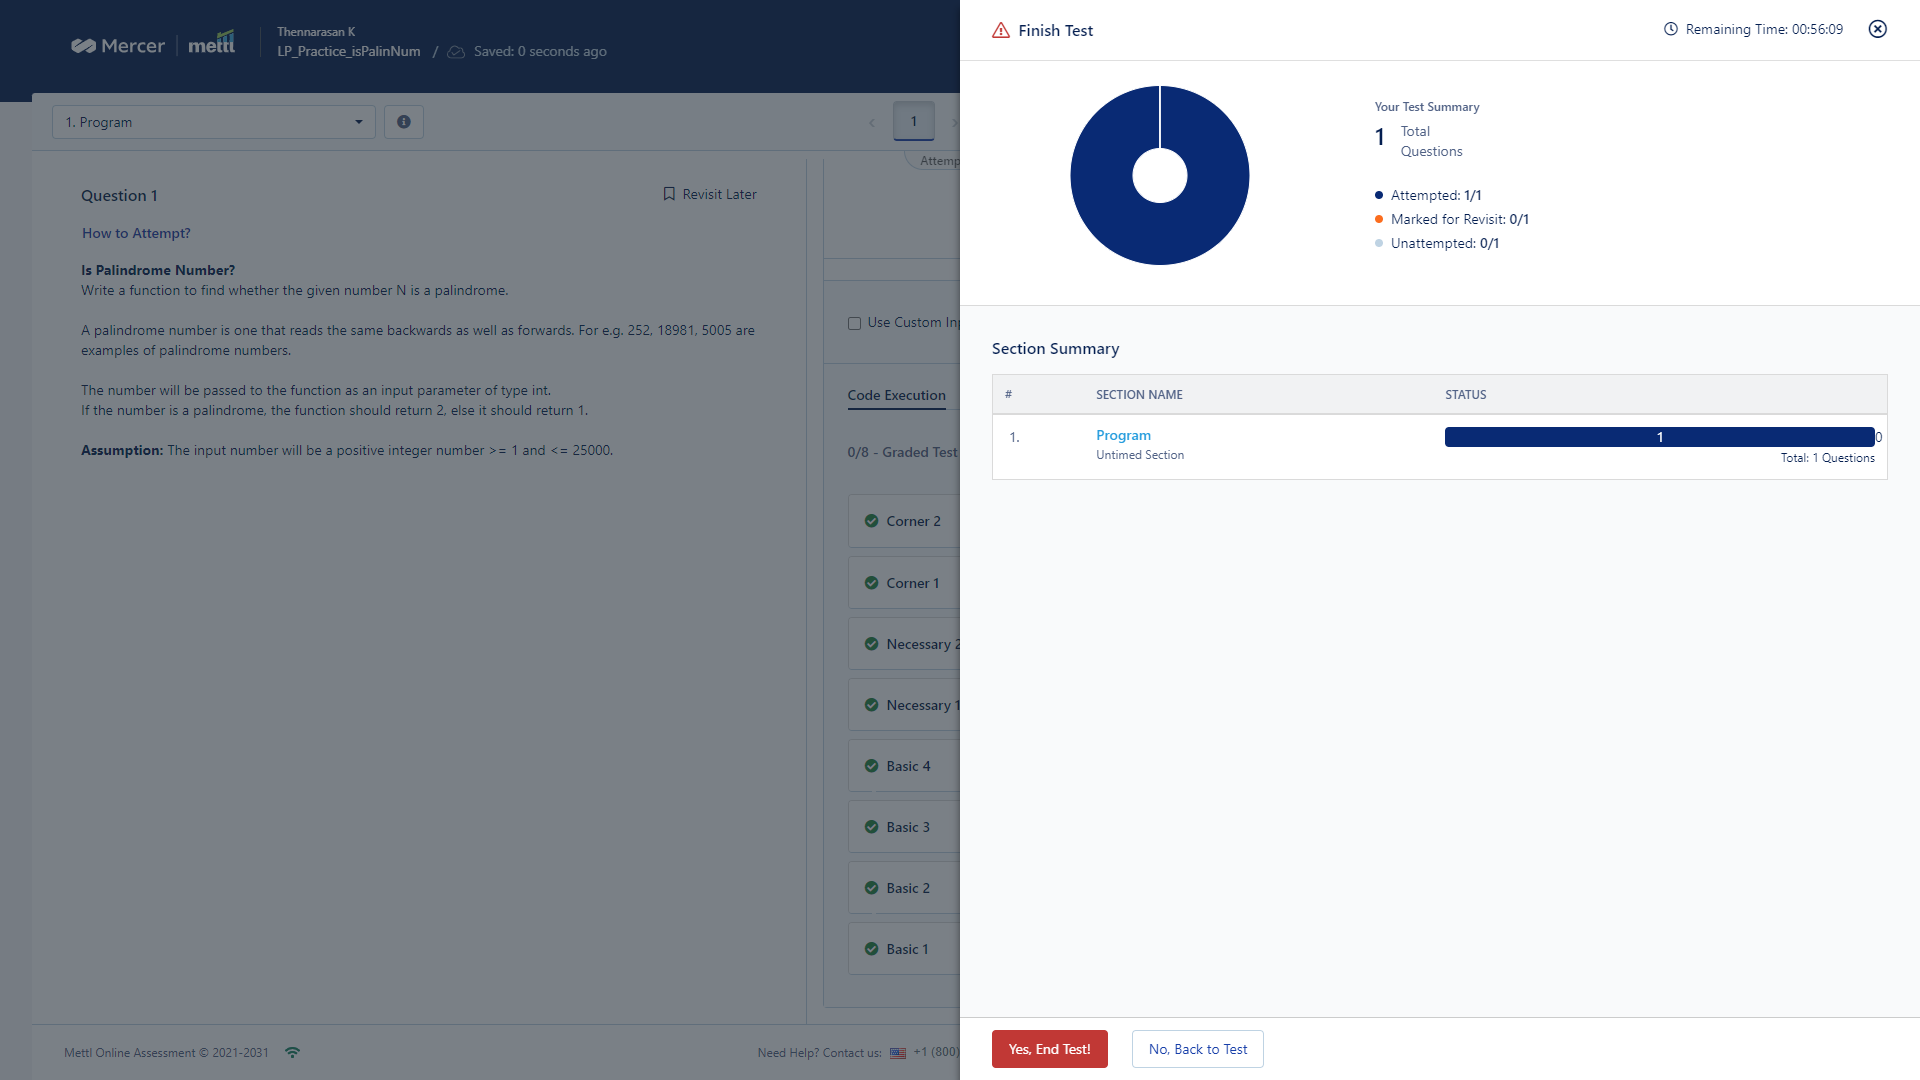 Mercer | mettl
Thennarasan K
LP_Practice_isPalinNum / Saved: 0 seconds ago
1. Program
1
Attemp
Question 1
Revisit Later
How to Attempt?
Is Palindrome Number?
Write a function to find whether the given number N is a palindrome.
A palindrome number is one that reads the same backwards as well as forwards. For e.g. 252, 18981, 5005 are
examples of palindrome numbers.
The number will be passed to the function as an input parameter of type int.
If the number is a palindrome, the function should return 2, else it should return 1.
Assumption: The input number will be a positive integer number >= 1 and <= 25000.
Use Custom Inp
Code Execution
0/8 - Graded Test
Corner 2
Corner 1
Necessary 2
Necessary 1
Basic 4
Basic 3
Basic 2
Basic 1
Mettl Online Assessment © 2021-2031
Need Help? Contact us: +1 (800)
Finish Test
Remaining Time: 00:56:09
Your Test Summary
1 Total
Questions
Attempted: 1/1
Marked for Revisit: 0/1
Unattempted: 0/1
Section Summary
# SECTION NAME STATUS
1. Program 1 0
Untimed Section Total: 1 Questions
Yes, End Test!
No, Back to Test